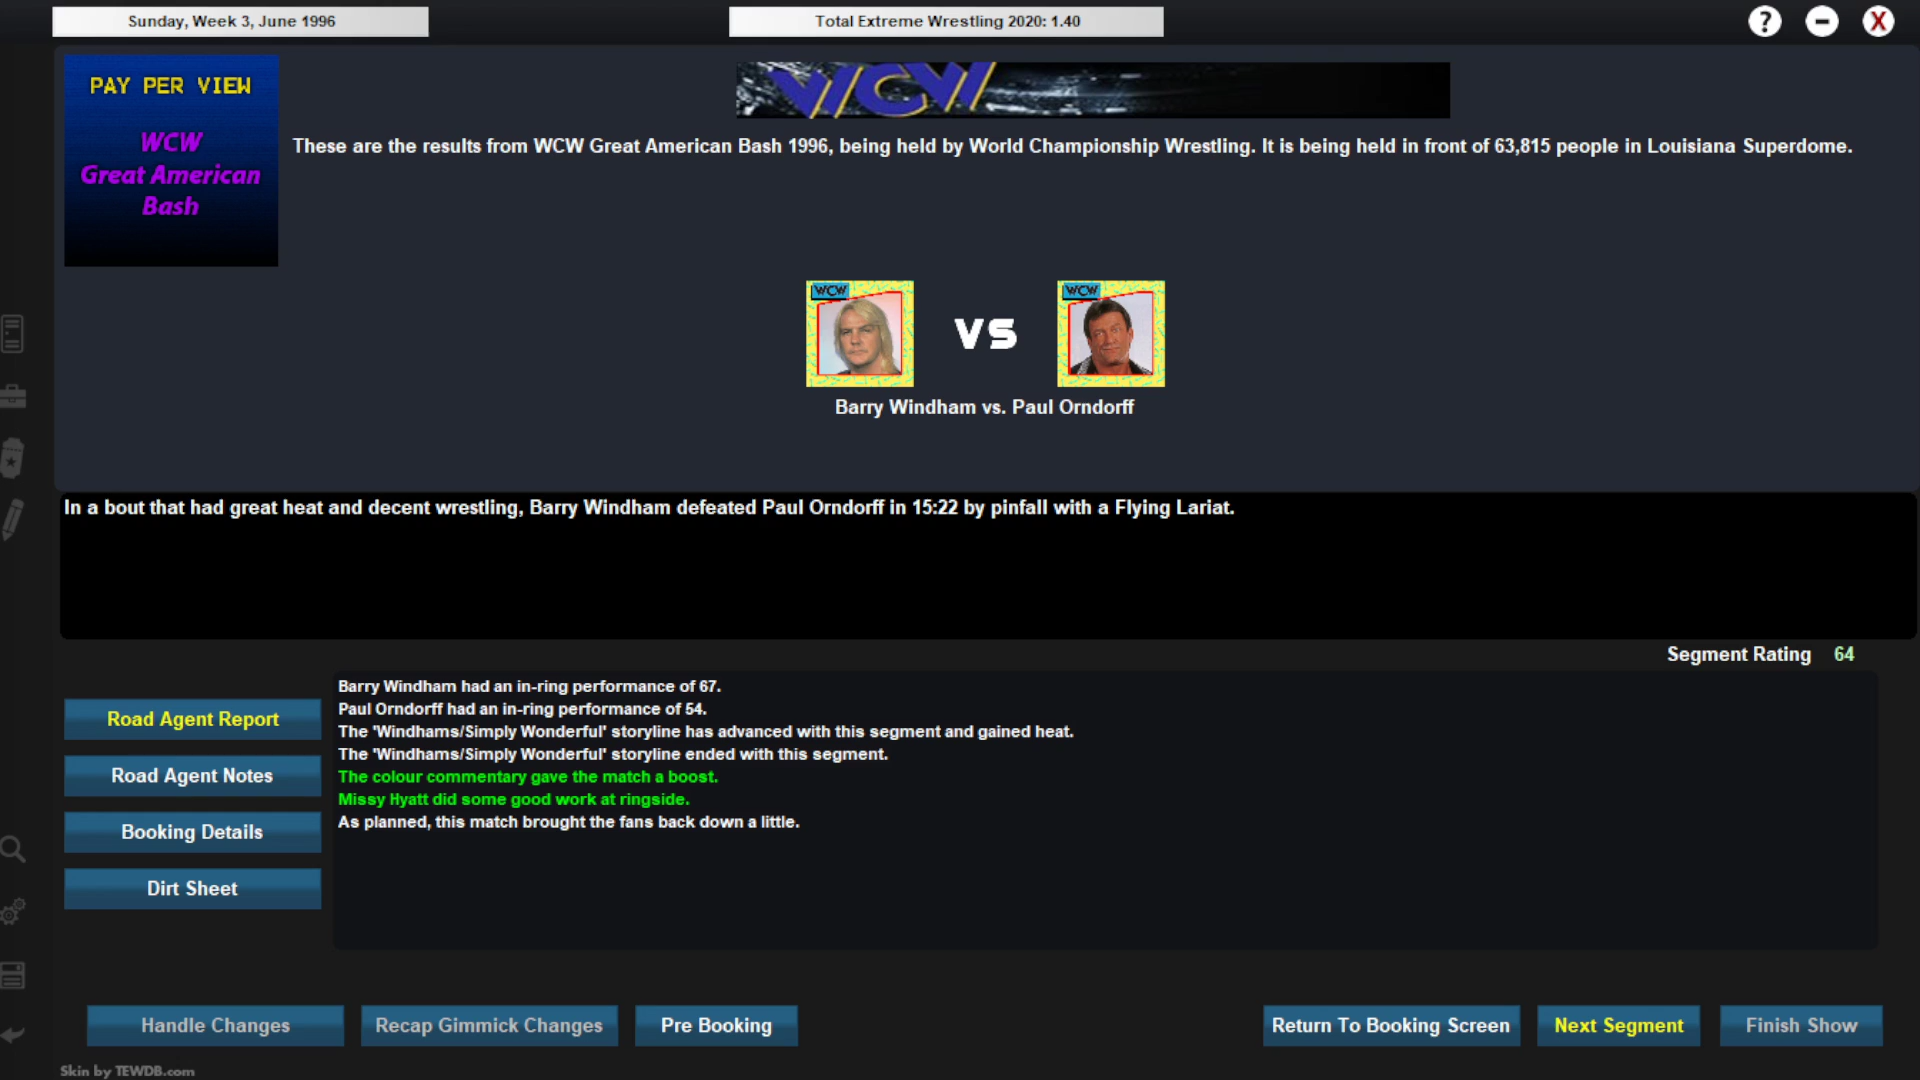 Sunday, Week 3, June 1996
Total Extreme Wrestling 2020: 1.40
?
X
PAY PER VIEW
WCW
Great American
Bash
WCW
These are the results from WCW Great American Bash 1996, being held by World Championship Wrestling. It is being held in front of 63,815 people in Louisiana Superdome.
WCW
VS
WCW
Barry Windham vs. Paul Orndorff
In a bout that had great heat and decent wrestling, Barry Windham defeated Paul Orndorff in 15:22 by pinfall with a Flying Lariat.
Segment Rating 64
Road Agent Report
Road Agent Notes
Booking Details
Dirt Sheet
Barry Windham had an in-ring performance of 67.
Paul Orndorff had an in-ring performance of 54.
The 'Windhams/Simply Wonderful' storyline has advanced with this segment and gained heat.
The 'Windhams/Simply Wonderful' storyline ended with this segment.
The colour commentary gave the match a boost.
Missy Hyatt did some good work at ringside.
As planned, this match brought the fans back down a little.
Handle Changes
Recap Gimmick Changes
Pre Booking
Return To Booking Screen
Next Segment
Finish Show
Skin by TEWDB.com